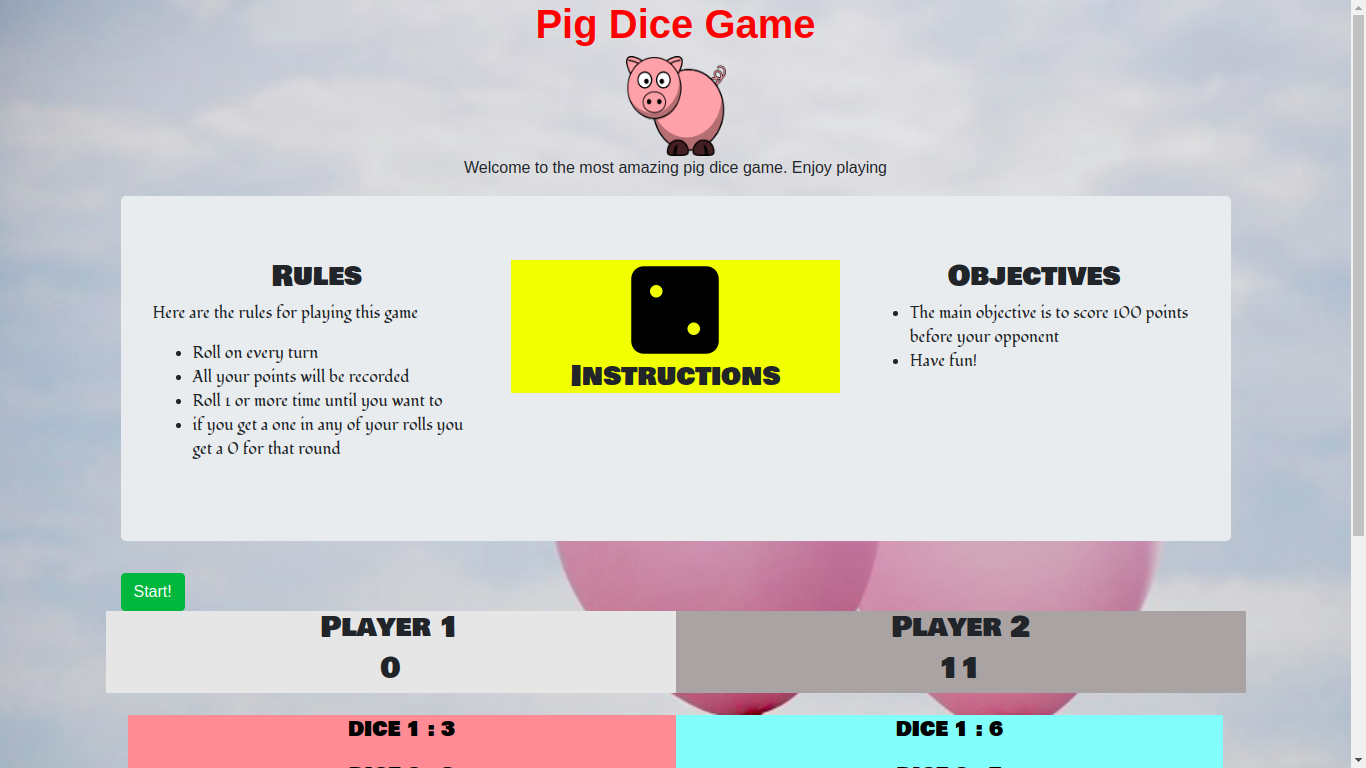 Pig Dice Game
Welcome to the most amazing pig dice game. Enjoy playing
Rules
Here are the rules for playing this game
Roll on every turn
All your points will be recorded
Roll 1 or more time until you want to
if you get a one in any of your rolls you
get a 0 for that round
Instructions
Objectives
The main objective is to score 100 points
before your opponent
Have fun!
Start!
Player 1
0
Player 2
11
DICE 1 : 3
DICE 1 : 6